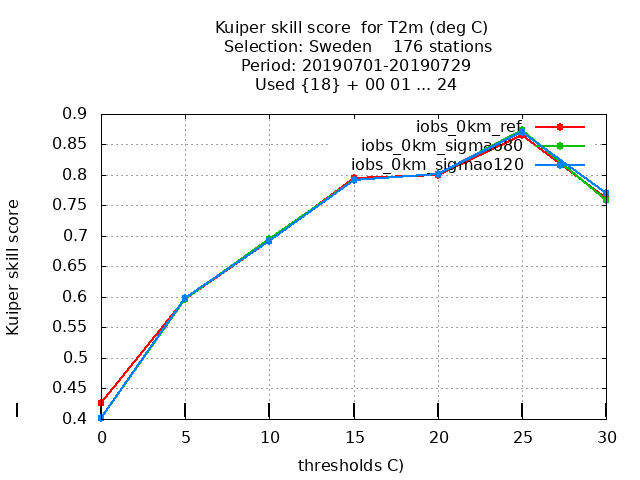 Kuiper skill score for T2m (deg C)
Selection: Sweden 176 stations
Period: 20190701-20190729
Used {18} + 00 01 ... 24
iobs_0km_ref
iobs_0km_sigmao80
iobs_0km_sigmao120
Kuiper skill score
0.9
0.85
0.8
0.75
0.7
0.65
0.6
0.55
0.5
0.45
0.4
0 5 10 15 20 25 30
thresholds C)